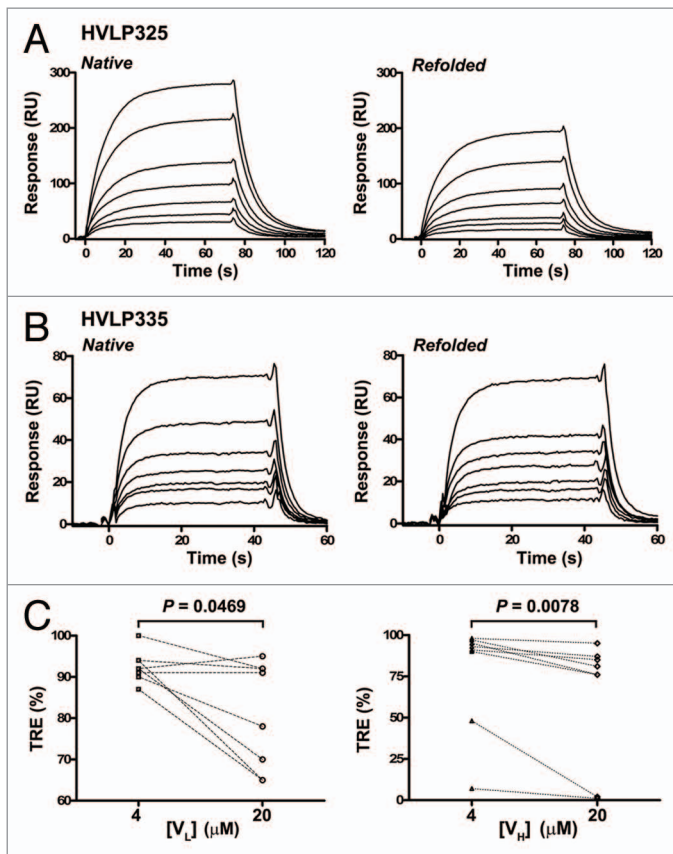 A
HVLP325
Native
Refolded
Response (RU)
300
200
100
0
0
20
40
60
80
100
120
Time (s)
Response (RU)
300
200
100
0
0
20
40
60
80
100
120
Time (s)
B
HVLP335
Native
Refolded
Response (RU)
80
60
40
20
0
0
20
40
60
Time (s)
Response (RU)
80
60
40
20
0
0
20
40
60
Time (s)
C
P = 0.0469
TRE (%)
100
90
80
70
60
4
20
[VL] (µM)
P = 0.0078
TRE (%)
100
75
50
25
0
4
20
[VH] (µM)